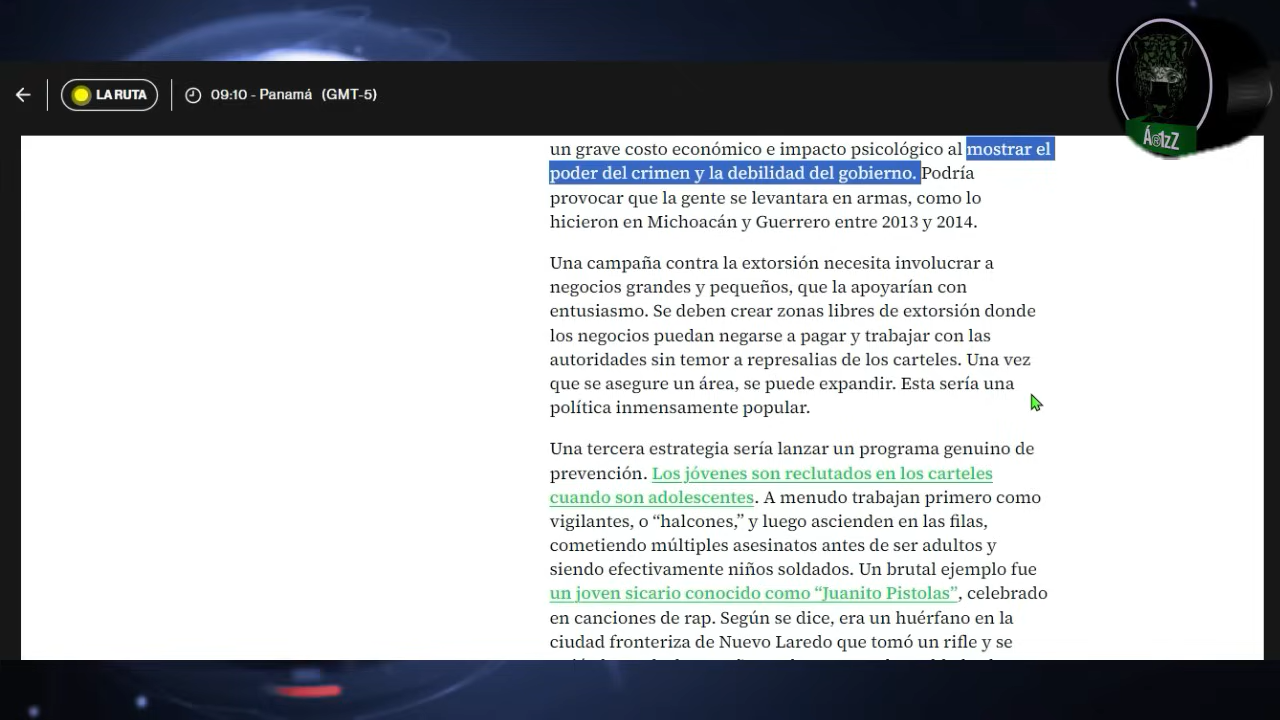 LA RUTA
09:10 - Panamá (GMT-5)
Á@1zZ
un grave costo económico e impacto psicológico al mostrar el
poder del crimen y la debilidad del gobierno. Podría
provocar que la gente se levantara en armas, como lo
hicieron en Michoacán y Guerrero entre 2013 y 2014.
Una campaña contra la extorsión necesita involucrar a
negocios grandes y pequeños, que la apoyarían con
entusiasmo. Se deben crear zonas libres de extorsión donde
los negocios puedan negarse a pagar y trabajar con las
autoridades sin temor a represalias de los carteles. Una vez
que se asegure un área, se puede expandir. Esta sería una
política inmensamente popular.
Una tercera estrategia sería lanzar un programa genuino de
prevención. Los jóvenes son reclutados en los carteles
cuando son adolescentes. A menudo trabajan primero como
vigilantes, o “halcones,” y luego ascienden en las filas,
cometiendo múltiples asesinatos antes de ser adultos y
siendo efectivamente niños soldados. Un brutal ejemplo fue
un joven sicario conocido como “Juanito Pistolas”, celebrado
en canciones de rap. Según se dice, era un huérfano en la
ciudad fronteriza de Nuevo Laredo que tomó un rifle y se